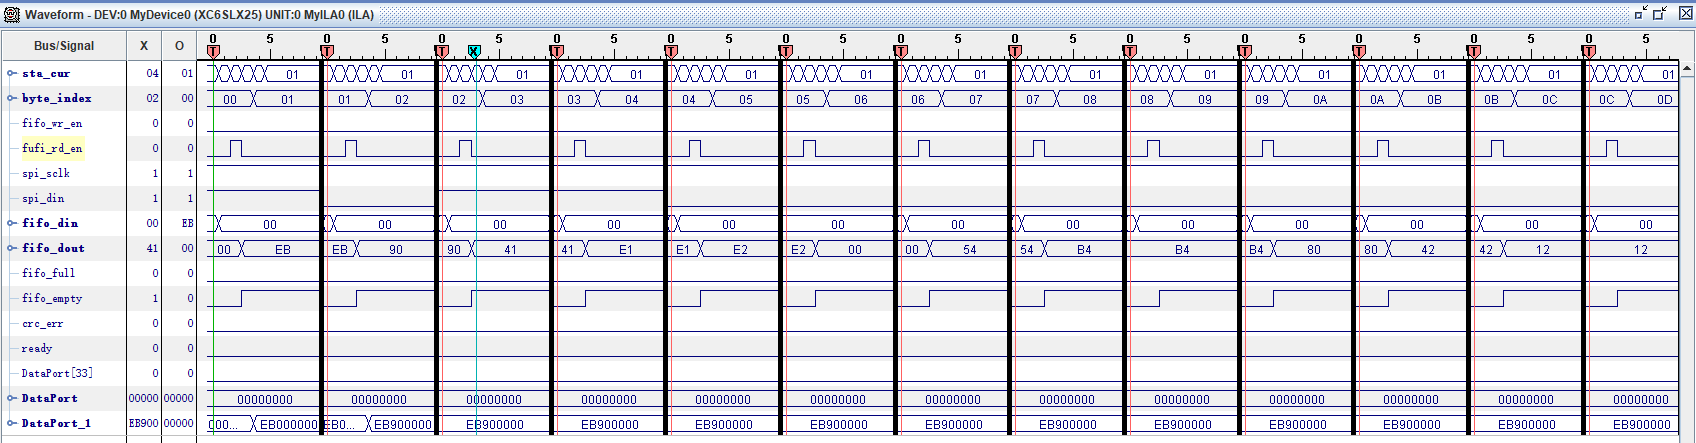 Waveform - DEV:0 MyDevice0 (XC6SLX25) UNIT:0 MyILA0 (ILA)
Bus/Signal X O 0 5 0 5 0 5 0 5 0 5 0 5 0 5 0 5 0 5 0 5 0 5 0 5 0 5
T T T X T T T T T T T T T T
sta_cur 04 01 01 01 01 01 01 01 01 01 01 01 01 01 01
byte_index 02 00 00 01 01 02 02 03 03 04 04 05 05 06 06 07 07 08 08 09 09 0A 0A 0B 0B 0C 0C 0D
fifo_wr_en 0 0
fufi_rd_en 0 0
spi_sclk 1 1
spi_din 1 1
fifo_din 00 EB 00 00 00 00 00 00 00 00 00 00 00 00 00
fifo_dout 41 00 00 EB EB 90 90 41 41 E1 E1 E2 E2 00 00 54 54 B4 B4 B4 80 80 42 42 12 12
fifo_full 0 0
fifo_empty 1 0
crc_err 0 0
ready 0 0
DataPort[33] 0 0
DataPort 00000 00000 00000000 00000000 00000000 00000000 00000000 00000000 00000000 00000000 00000000 00000000 00000000 00000000 00000000
DataPort_1 EB900 00000 00... EB000000 EB0... EB900000 EB900000 EB900000 EB900000 EB900000 EB900000 EB900000 EB900000 EB900000 EB900000 EB900000 EB900000